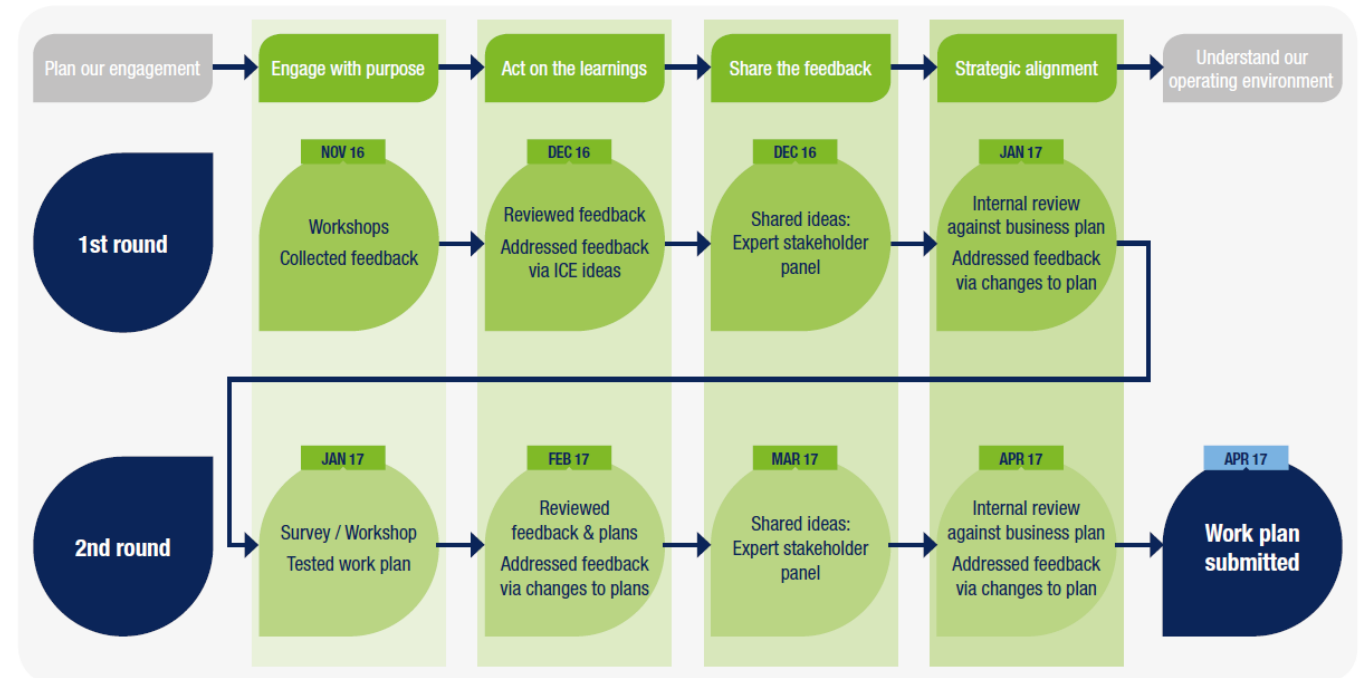 Plan our engagement
Engage with purpose
Act on the learnings
Share the feedback
Strategic alignment
Understand our
operating environment
1st round
NOV 16
Workshops
Collected feedback
DEC 16
Reviewed feedback
Addressed feedback
via ICE ideas
DEC 16
Shared ideas:
Expert stakeholder
panel
JAN 17
Internal review
against business plan
Addressed feedback
via changes to plan
2nd round
JAN 17
Survey / Workshop
Tested work plan
FEB 17
Reviewed
feedback & plans
Addressed feedback
via changes to plans
MAR 17
Shared ideas:
Expert stakeholder
panel
APR 17
Internal review
against business plan
Addressed feedback
via changes to plan
APR 17
Work plan
submitted